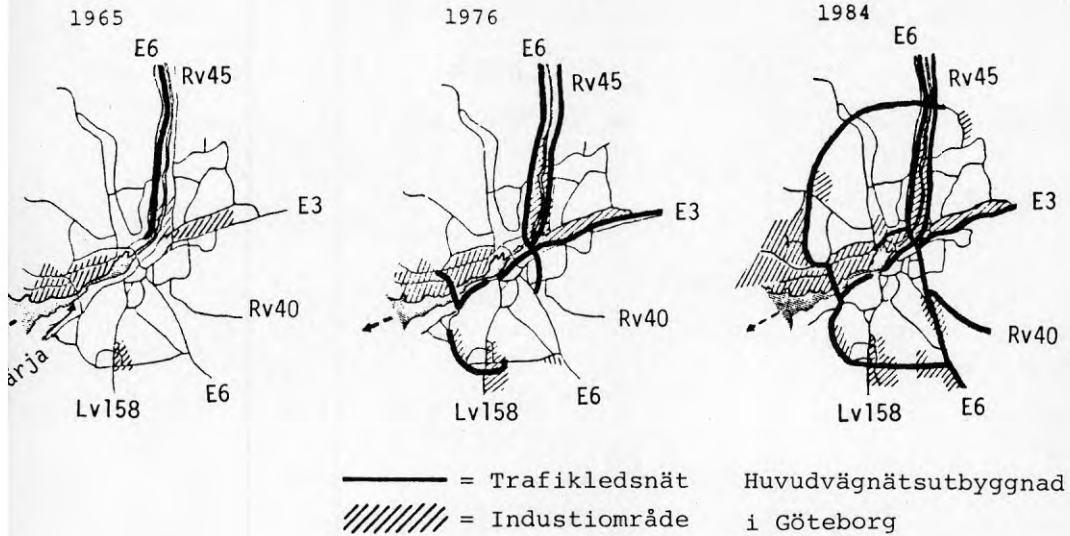 1965
E6
Rv45
E3
Rv40
E6
Lv158
1976
E6
Rv45
E3
Rv40
E6
Lv158
1984
E6
Rv45
E3
Rv40
E6
Lv158
= Trafikledsnät
= Industiområde
Huvudvägnätsutbyggnad
i Göteborg